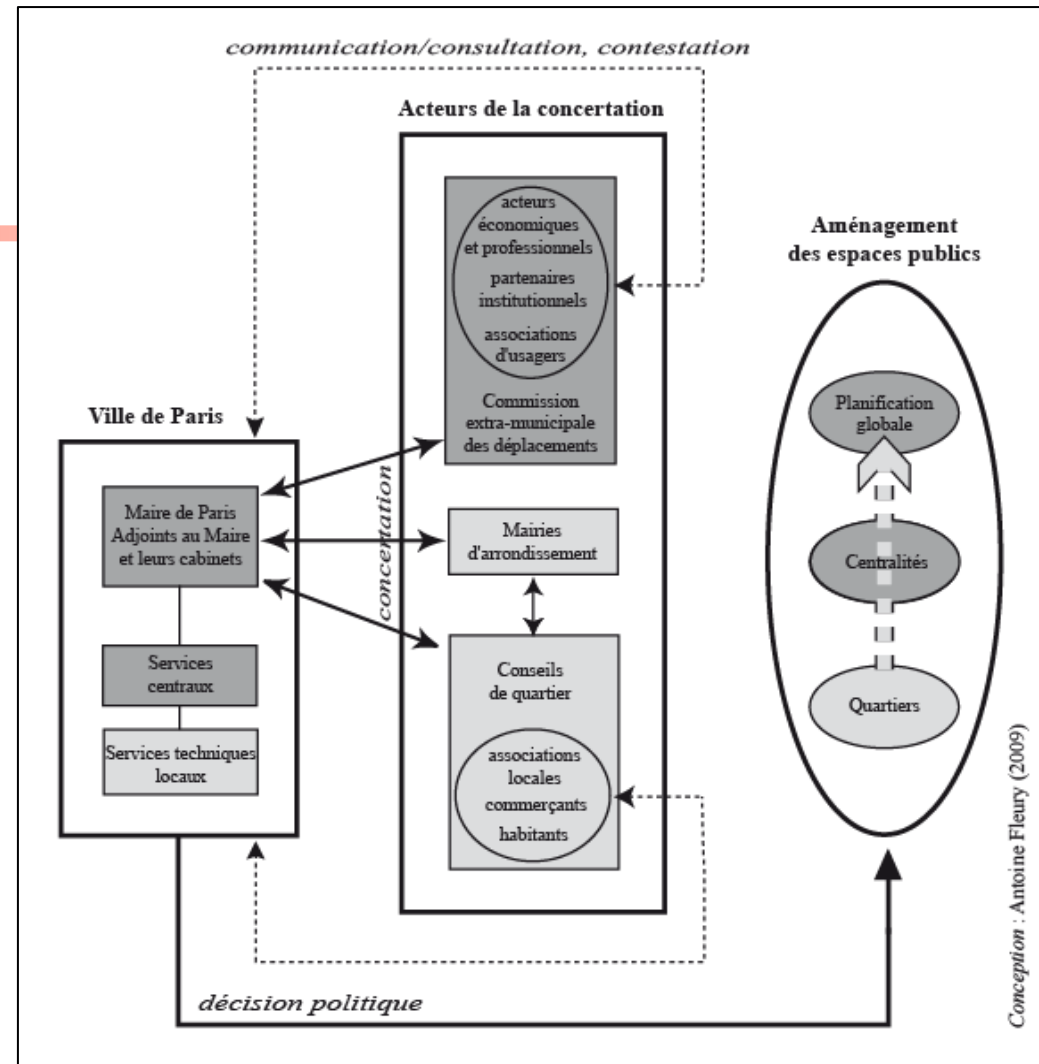 communication/consultation, contestation
Acteurs de la concertation
acteurs
économiques
et professionnels
partenaires
institutionnels
associations
d'usagers
Commission
extra-municipale
des déplacements
Aménagement
des espaces publics
Planification
globale
Centralités
Quartiers
Ville de Paris
Maire de Paris
Adjoints au Maire
et leurs cabinets
Services
centraux
Services techniques
locaux
concertation
Mairies
d'arrondissement
Conseils
de quartier
associations
locales
commerçants
habitants
décision politique
Conception : Antoine Fleury (2009)